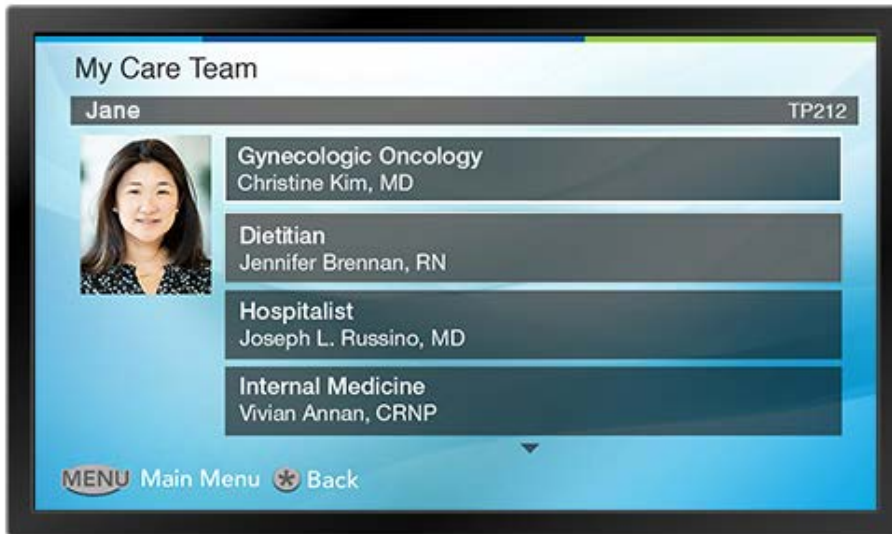 My Care Team
Jane TP212
Gynecologic Oncology
Christine Kim, MD
Dietitian
Jennifer Brennan, RN
Hospitalist
Joseph L. Russino, MD
Internal Medicine
Vivian Annan, CRNP
MENU Main Menu * Back